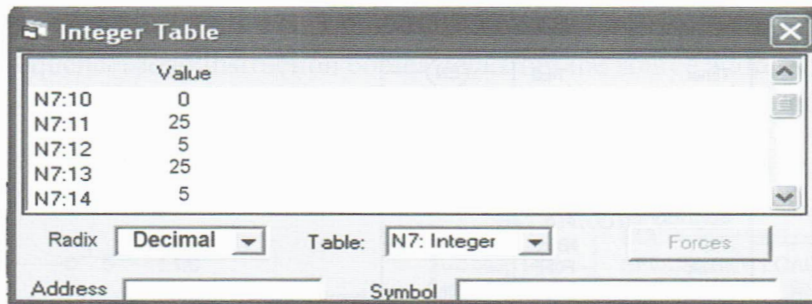 Integer Table
Value
N7:10 0
N7:11 25
N7:12 5
N7:13 25
N7:14 5
Radix Decimal Table: N7: Integer Forces
Address Symbol